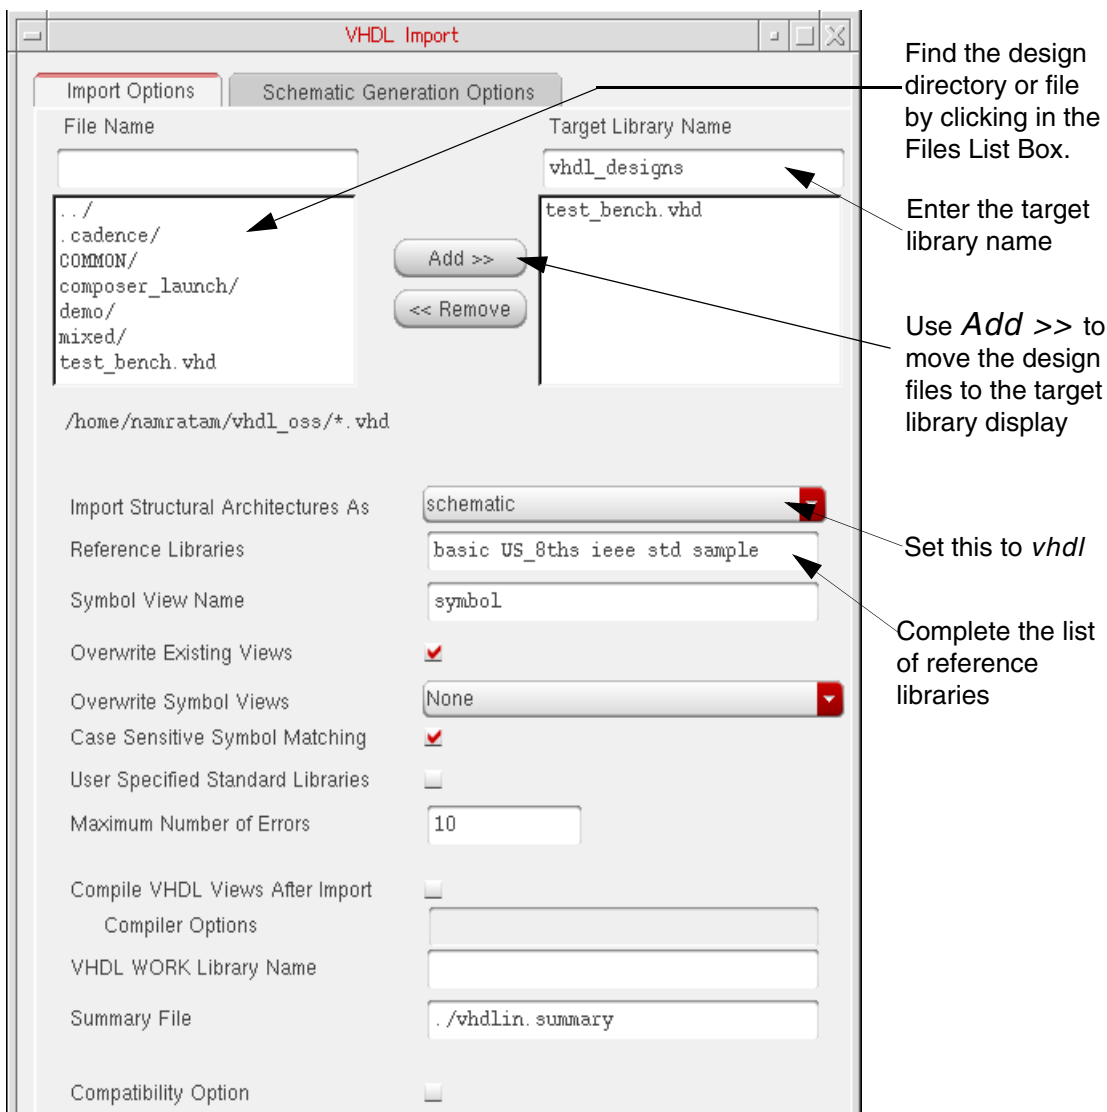 VHDL Import
Import Options
Schematic Generation Options
File Name
Target Library Name
vhdl_designs
../
.cadence/
COMMON/
composer_launch/
demo/
mixed/
test_bench.vhd
Add >>
<< Remove
test_bench.vhd
/home/namratam/vhdl_oss/*.vhd
Import Structural Architectures As
schematic
Reference Libraries
basic US_8ths ieee std sample
Symbol View Name
symbol
Overwrite Existing Views
Overwrite Symbol Views
None
Case Sensitive Symbol Matching
User Specified Standard Libraries
Maximum Number of Errors
10
Compile VHDL Views After Import
Compiler Options
VHDL WORK Library Name
Summary File
./vhdlin.summary
Compatibility Option
Find the design
directory or file
by clicking in the
Files List Box.
Enter the target
library name
Use Add >> to
move the design
files to the target
library display
Set this to vhdl
Complete the list
of reference
libraries